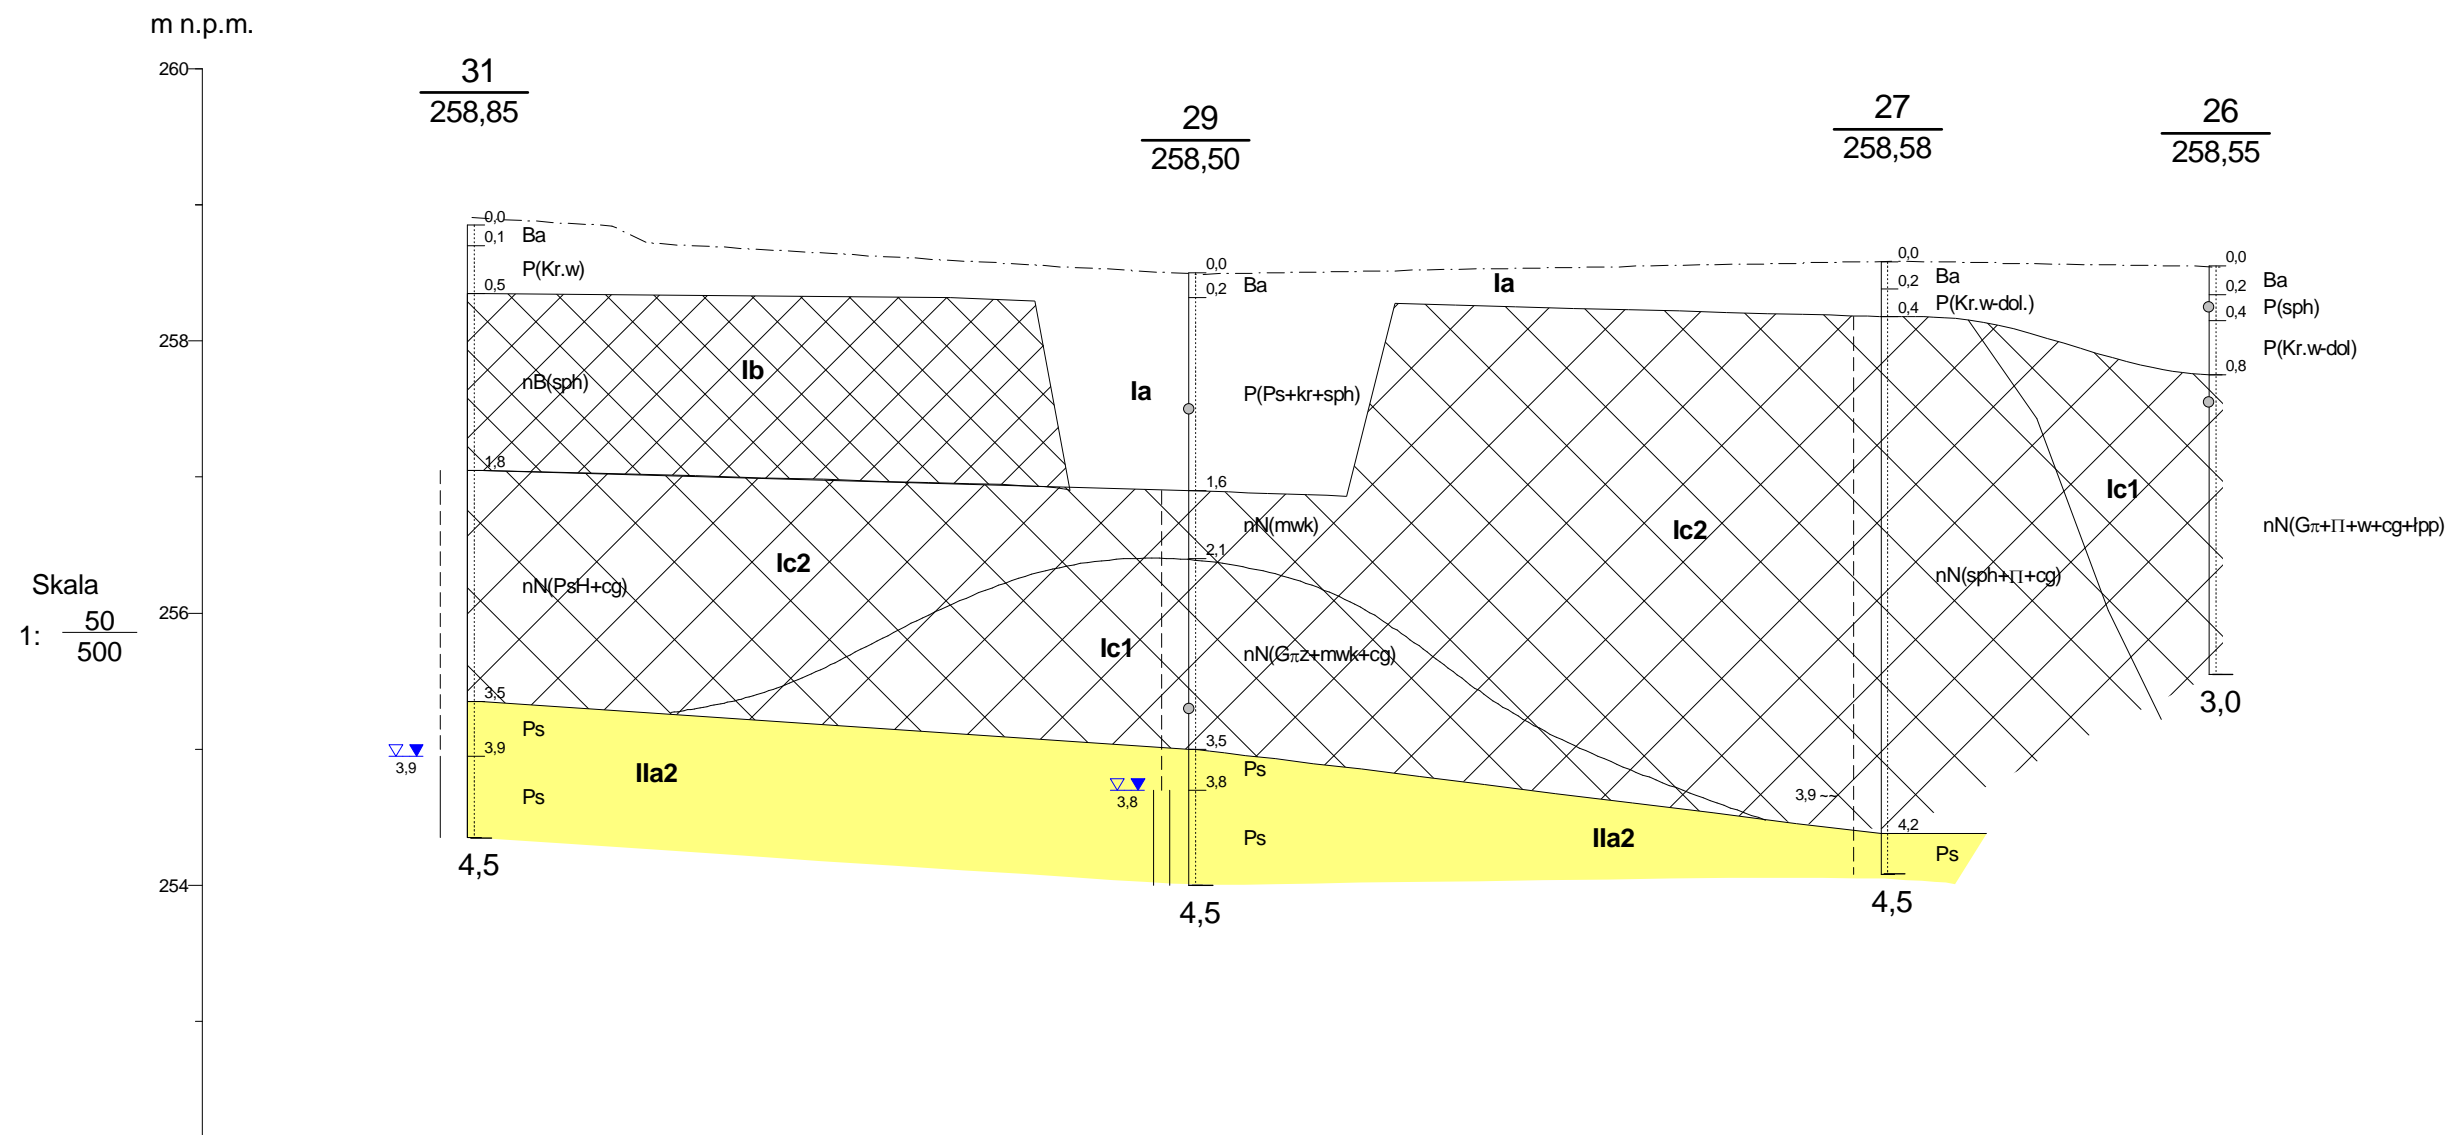 m n.p.m.
260
258
256
254
Skala
1: 50
500
31
258,85
0,0
0,1
Ba
P(Kr.w)
0,5
nB(sph)
Ib
1,8
nN(PsH+cg)
Ic2
3,5
Ps
3,9
3,9
Ps
IIa2
4,5
29
258,50
0,0
0,2
Ba
Ia
P(Ps+kr+sph)
1,6
nN(mwk)
2,1
Ic1
nN(Gπz+mwk+cg)
3,5
Ps
3,8
3,8
Ps
4,5
Ia
Ic2
IIa2
27
258,58
0,0
0,2
Ba
P(Kr.w-dol.)
0,4
nN(sph+Π+cg)
3,9 ~~
4,2
Ps
4,5
Ic1
26
258,55
0,0
0,2
Ba
P(sph)
0,4
P(Kr.w-dol)
0,8
nN(Gπ+Π+w+cg+łpp)
3,0